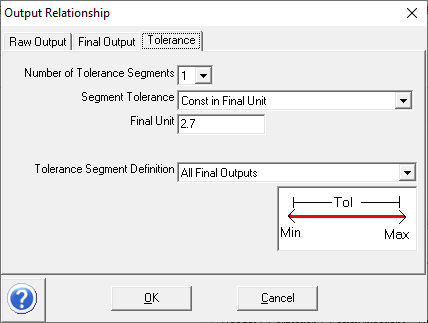 Output Relationship
Raw Output Final Output Tolerance
Number of Tolerance Segments 1
Segment Tolerance Const in Final Unit
Final Unit 2.7
Tolerance Segment Definition All Final Outputs
Tol
Min Max
? OK Cancel